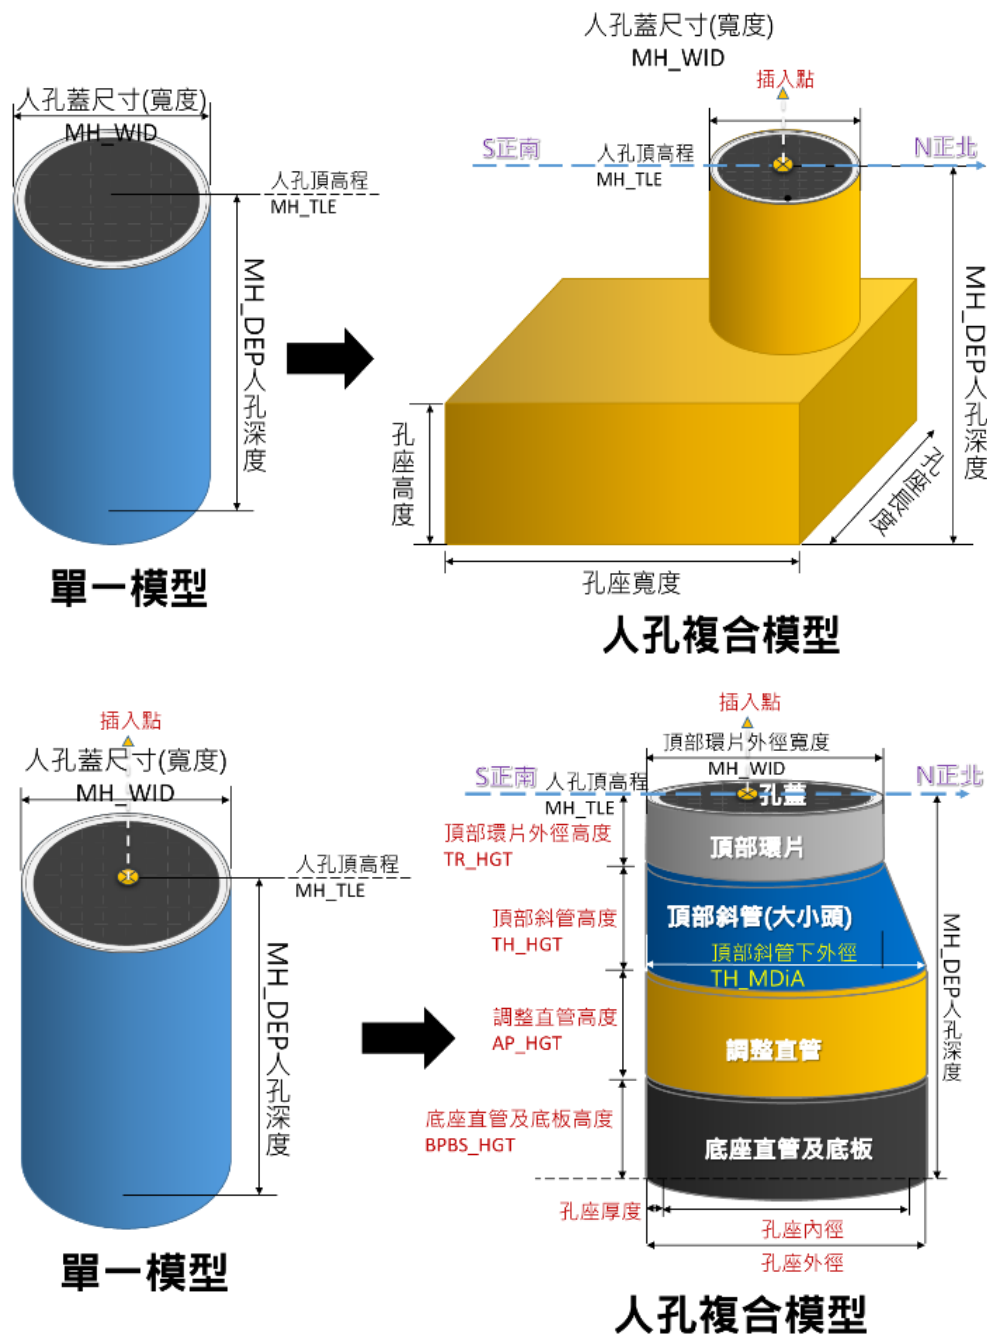 人孔蓋尺寸(寬度)
MH_WID
人孔頂高程
MH_TLE
MH_DEP人孔深度
單一模型
人孔蓋尺寸(寬度)
MH_WID
插入點
S正南
N正北
人孔頂高程
MH_TLE
MH_DEP人孔深度
孔座高度
孔座長度
孔座寬度
人孔複合模型
插入點
人孔蓋尺寸(寬度)
MH_WID
人孔頂高程
MH_TLE
MH_DEP人孔深度
單一模型
插入點
頂部環片外徑寬度
MH_WID
S正南
N正北
人孔頂高程
MH_TLE
孔蓋
頂部環片外徑高度
TR_HGT
頂部環片
頂部斜管高度
TH_HGT
頂部斜管(大小頭)
頂部斜管下外徑
TH_MDiA
調整直管高度
AP_HGT
調整直管
底座直管及底板高度
BPBS_HGT
底座直管及底板
MH_DEP人孔深度
孔座厚度
孔座內徑
孔座外徑
人孔複合模型